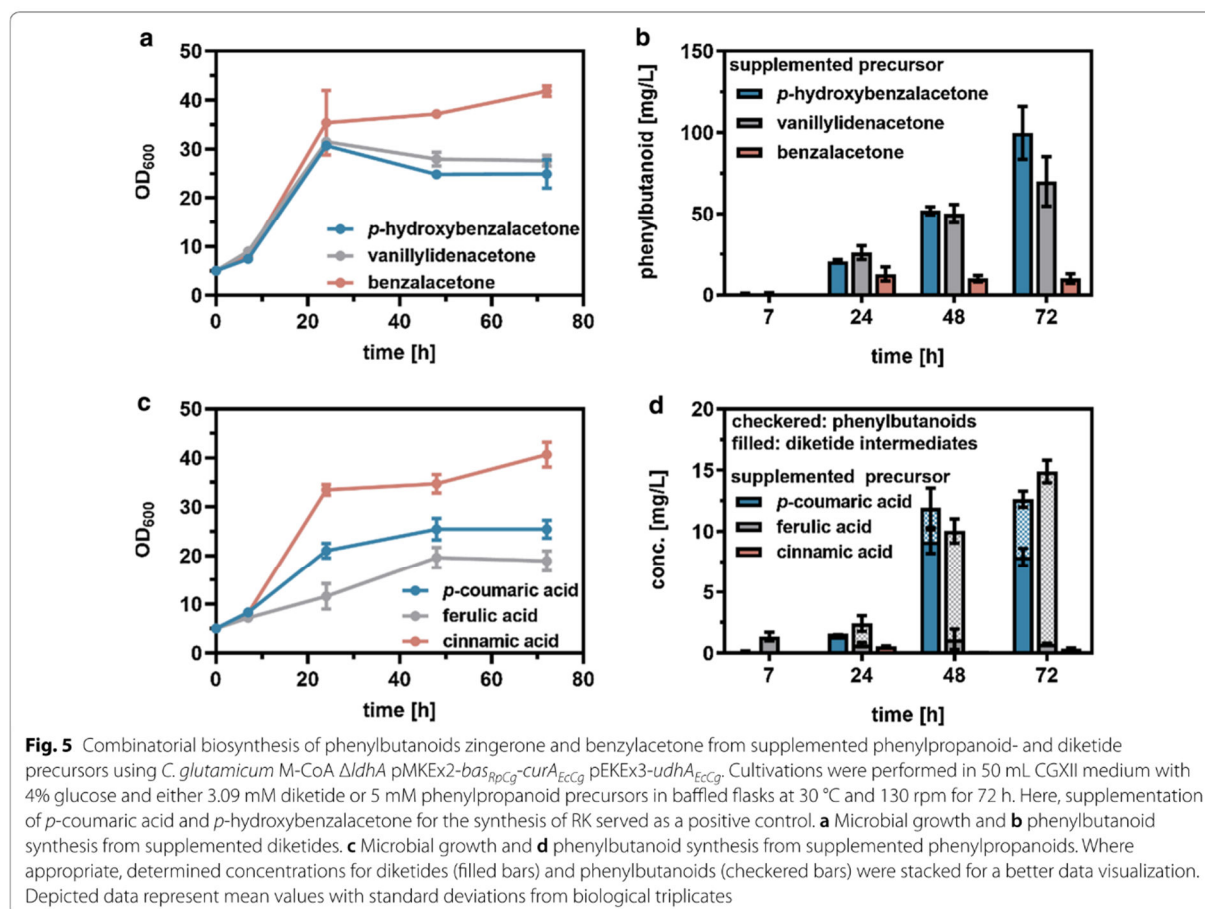 a
50
40
30
20
10
0
OD600
0 20 40 60 80
time [h]
p-hydroxybenzalacetone
vanillylidenacetone
benzalacetone
b
150
100
50
0
phenylbutanoid [mg/L]
supplemented precursor
p-hydroxybenzalacetone
vanillylidenacetone
benzalacetone
7 24 48 72
time [h]
c
50
40
30
20
10
0
OD600
0 20 40 60 80
time [h]
p-coumaric acid
ferulic acid
cinnamic acid
d
20
15
10
5
0
conc. [mg/L]
checkered: phenylbutanoids
filled: diketide intermediates
supplemented precursor
p-coumaric acid
ferulic acid
cinnamic acid
7 24 48 72
time [h]
Fig. 5 Combinatorial biosynthesis of phenylbutanoids zingerone and benzylacetone from supplemented phenylpropanoid- and diketide
precursors using C. glutamicum M-CoA ΔldhA pMKEx2-basRpCg-curAEcCg pEKEx3-udhAEcCg. Cultivations were performed in 50 mL CGXII medium with
4% glucose and either 3.09 mM diketide or 5 mM phenylpropanoid precursors in baffled flasks at 30 °C and 130 rpm for 72 h. Here, supplementation
of p-coumaric acid and p-hydroxybenzalacetone for the synthesis of RK served as a positive control. a Microbial growth and b phenylbutanoid
synthesis from supplemented diketides. c Microbial growth and d phenylbutanoid synthesis from supplemented phenylpropanoids. Where
appropriate, determined concentrations for diketides (filled bars) and phenylbutanoids (checkered bars) were stacked for a better data visualization.
Depicted data represent mean values with standard deviations from biological triplicates